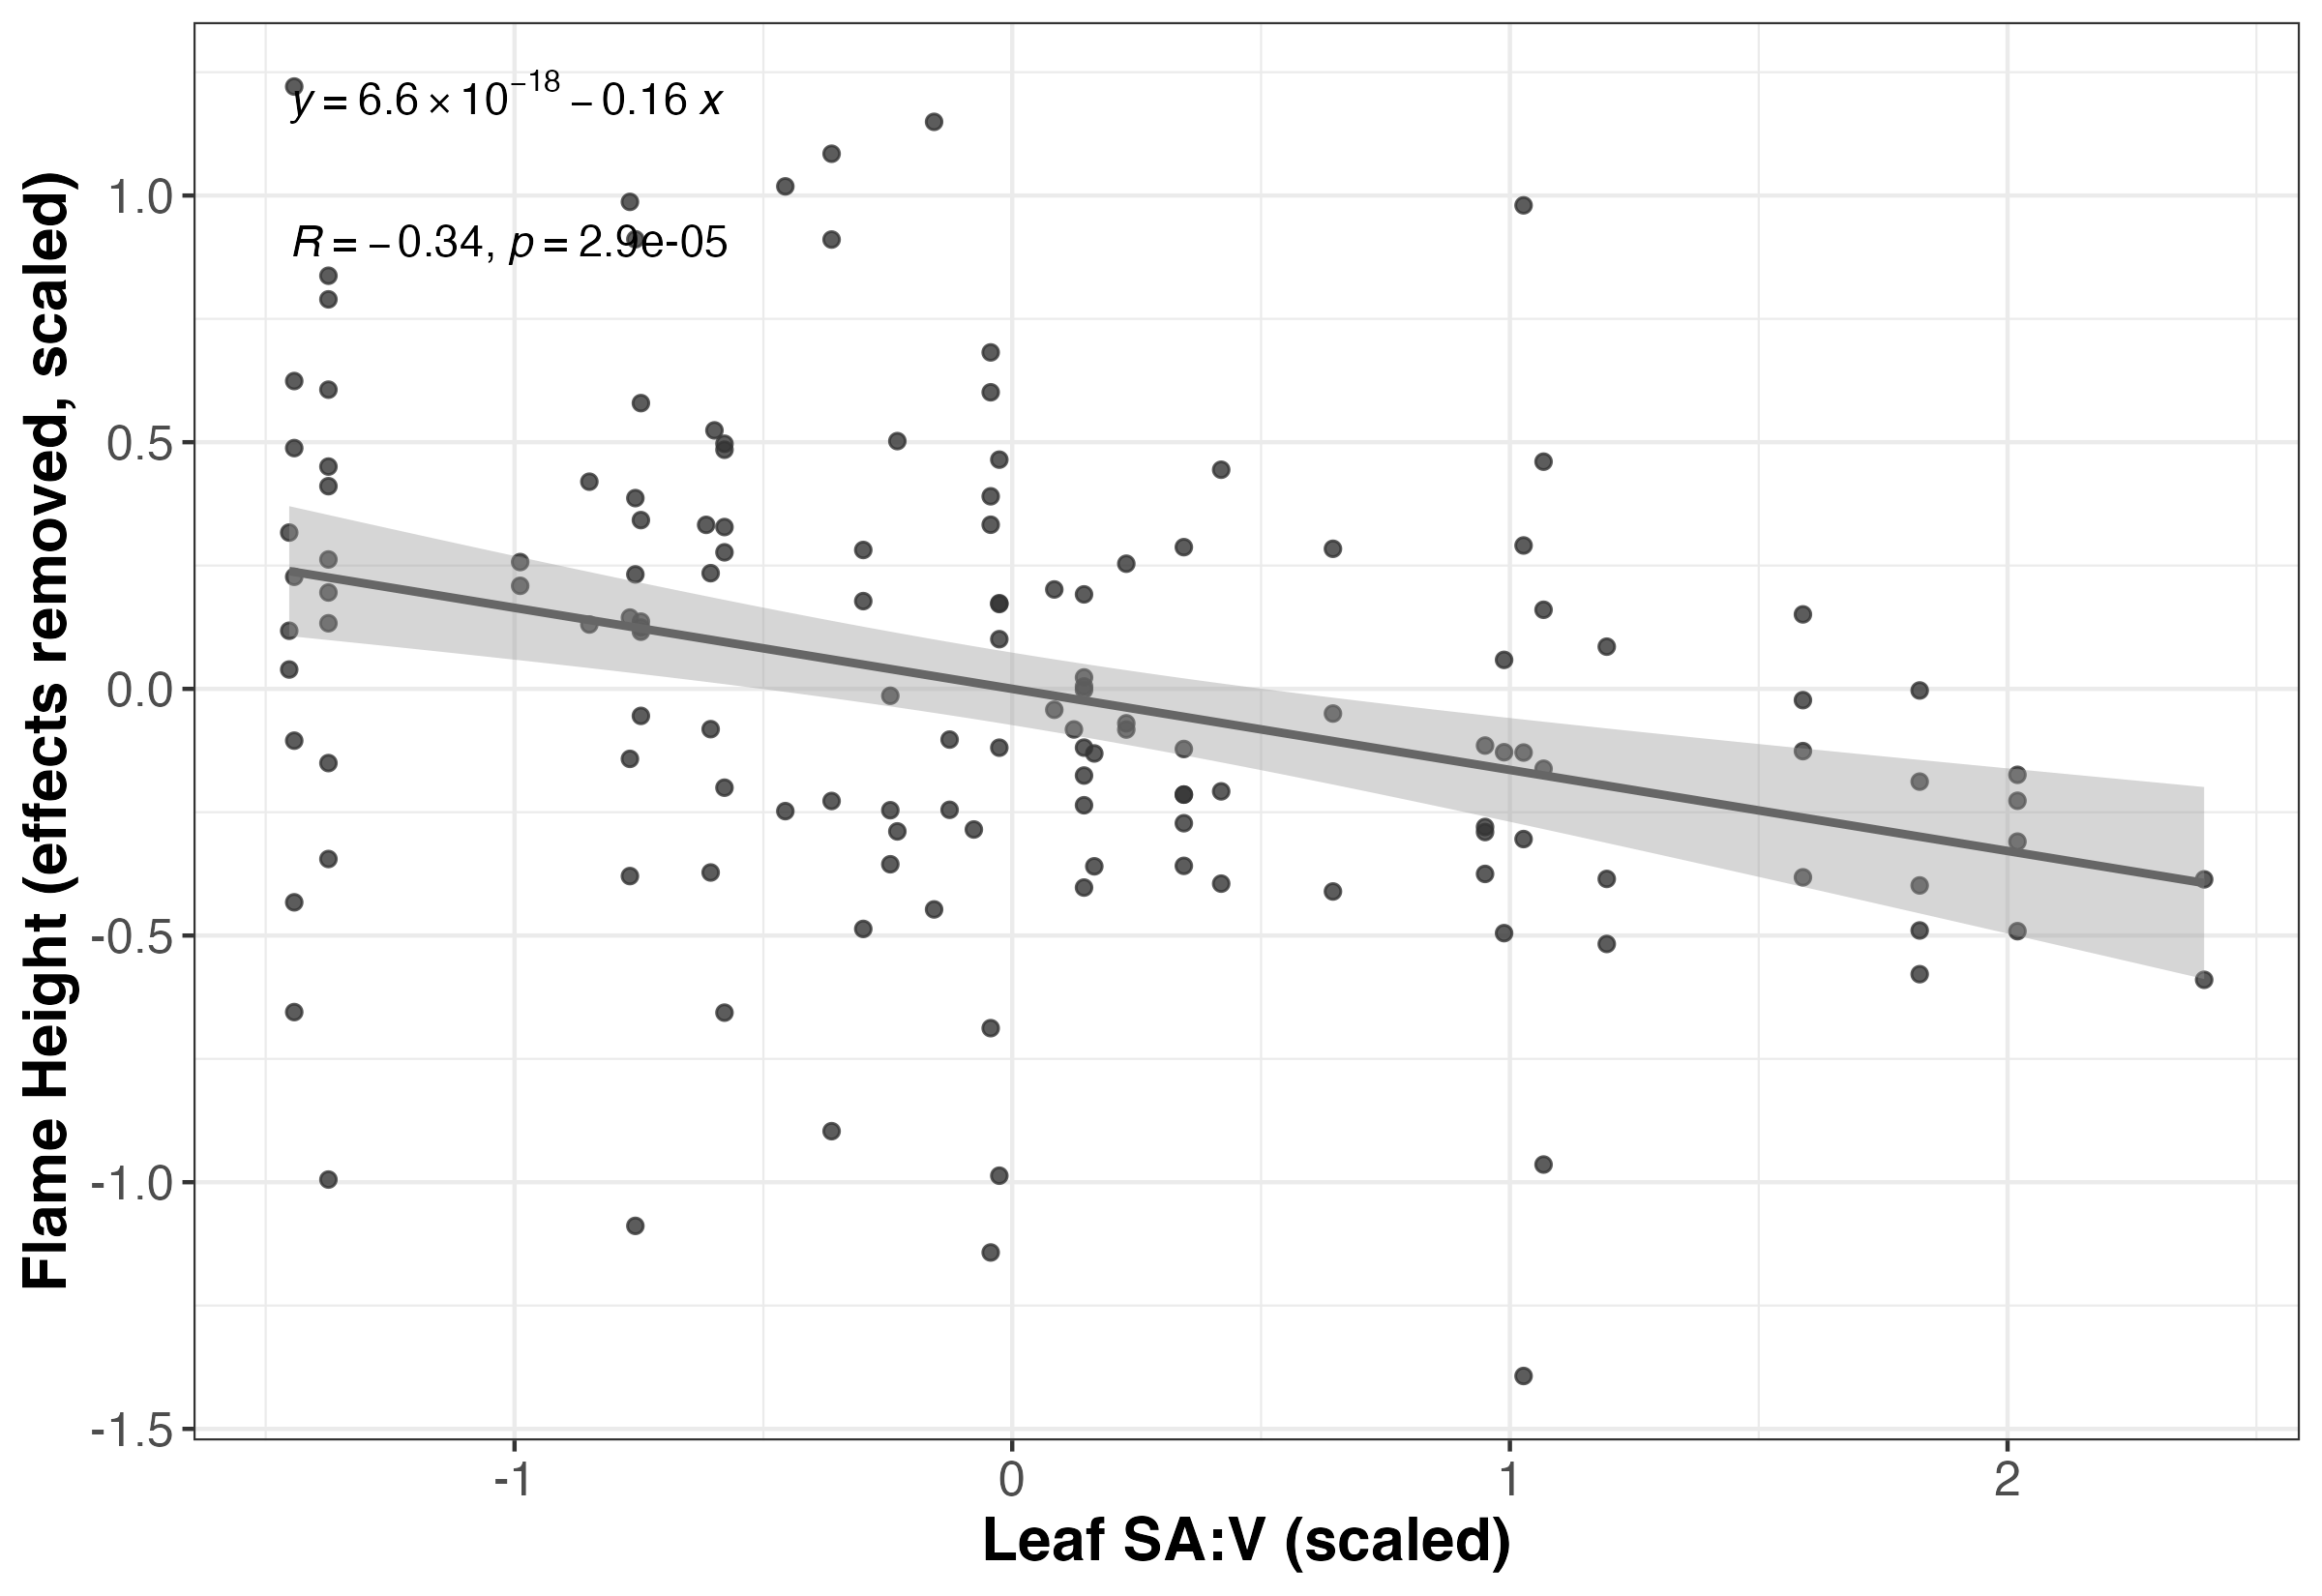 y = 6.6 × 10⁻¹⁸ − 0.16 x
R = − 0.34, p = 2.9e-05
Flame Height (effects removed, scaled)
1.0
0.5
0.0
-0.5
-1.0
-1.5
-1 0 1 2
Leaf SA:V (scaled)